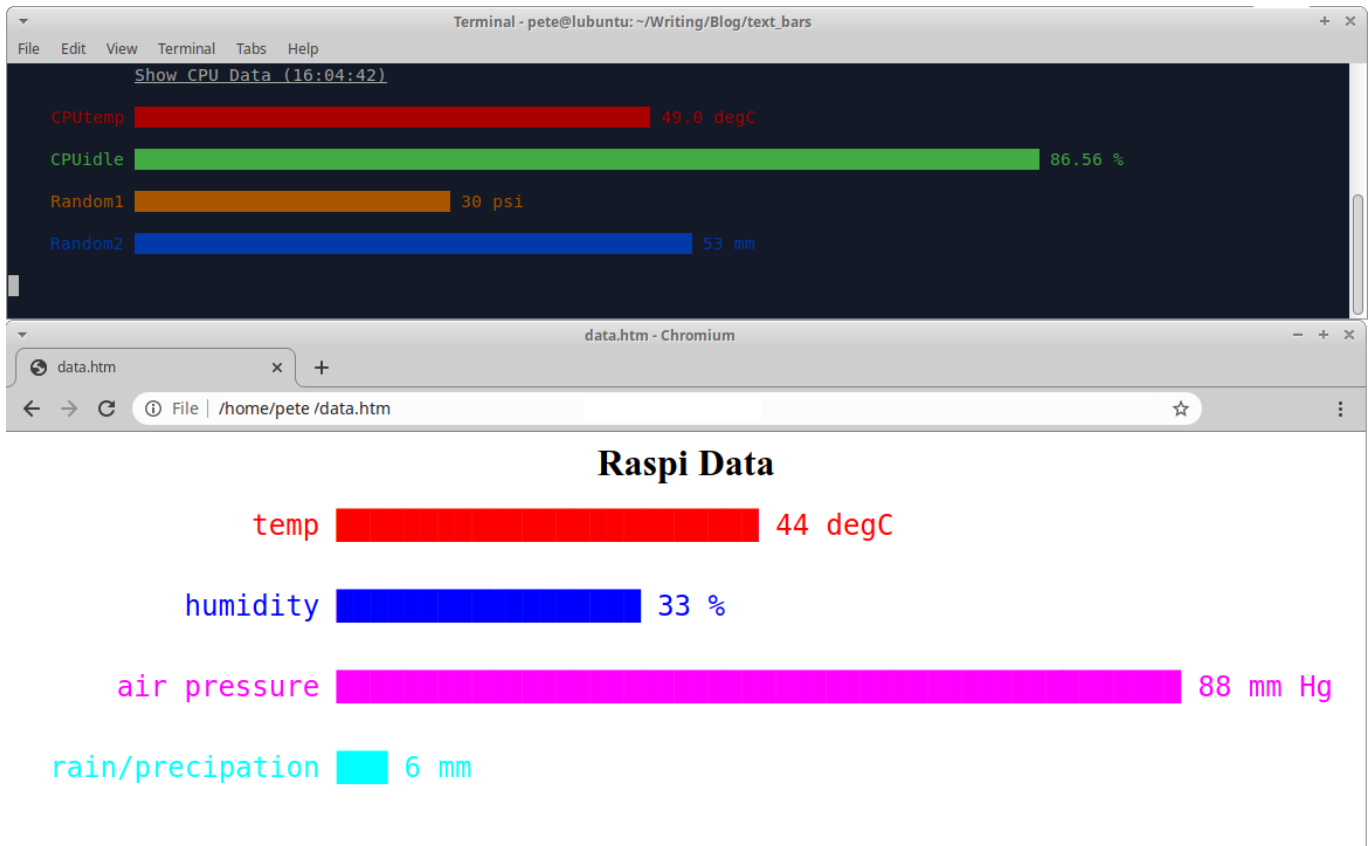 Terminal - pete@lubuntu: ~/Writing/Blog/text_bars
File Edit View Terminal Tabs Help
Show CPU Data (16:04:42)
CPUtemp 49.0 degC
CPUidle 86.56 %
Random1 30 psi
Random2 53 mm
data.htm - Chromium
data.htm
File /home/pete /data.htm
Raspi Data
temp 44 degC
humidity 33 %
air pressure 88 mm Hg
rain/precipation 6 mm